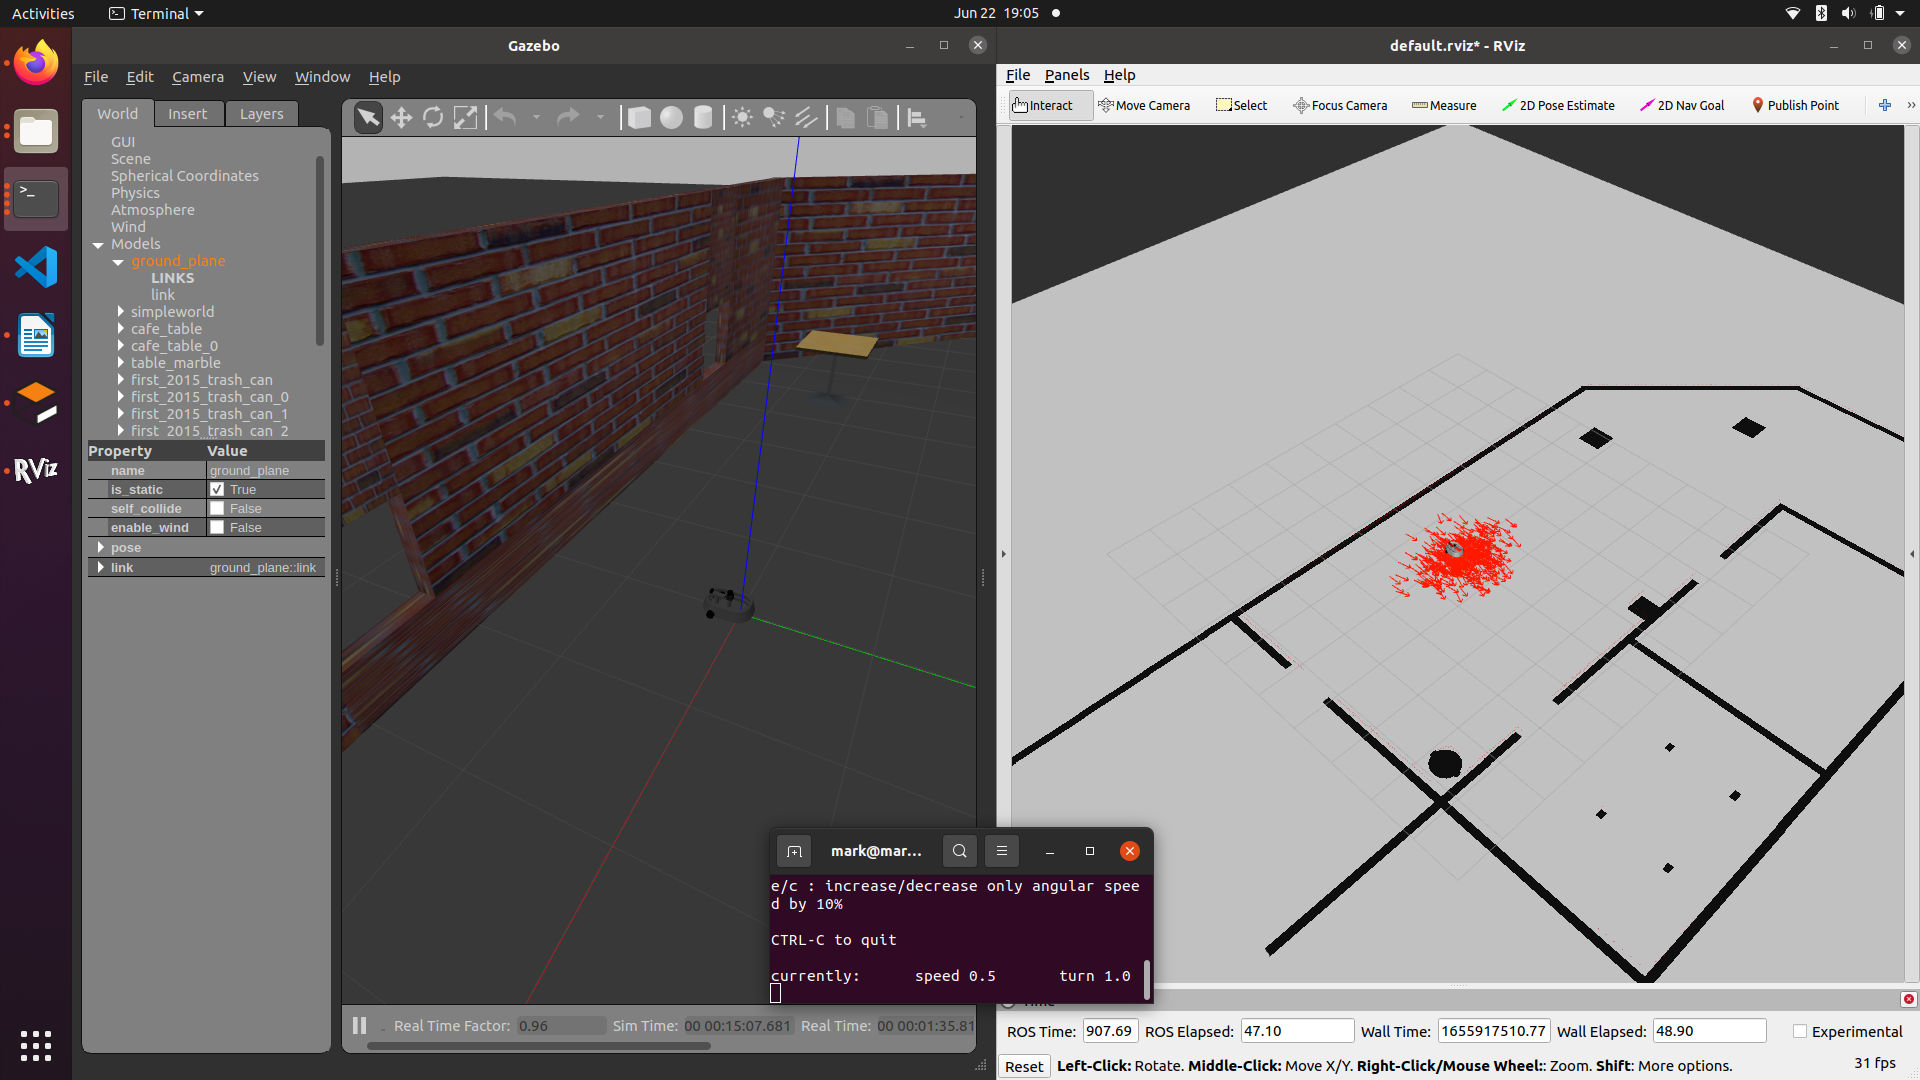 Activities
Terminal
Jun 22 19:05
Gazebo
File Edit Camera View Window Help
World Insert Layers
GUI
Scene
Spherical Coordinates
Physics
Atmosphere
Wind
Models
ground_plane
LINKS
link
simpleworld
cafe_table
cafe_table_0
table_marble
first_2015_trash_can
first_2015_trash_can_0
first_2015_trash_can_1
first_2015_trash_can_2
Property Value
name ground_plane
is_static True
self_collide False
enable_wind False
pose
link ground_plane::link
RViz
Real Time Factor: 0.96 Sim Time: 00 00:15:07.681 Real Time: 00 00:01:35.81
default.rviz* - RViz
File Panels Help
Interact Move Camera Select Focus Camera Measure 2D Pose Estimate 2D Nav Goal Publish Point
mark@mar...
e/c : increase/decrease only angular spee
d by 10%
CTRL-C to quit
currently: speed 0.5 turn 1.0
Time
ROS Time: 907.69 ROS Elapsed: 47.10 Wall Time: 1655917510.77 Wall Elapsed: 48.90 Experimental
Reset Left-Click: Rotate. Middle-Click: Move X/Y. Right-Click/Mouse Wheel:: Zoom. Shift: More options.
31 fps